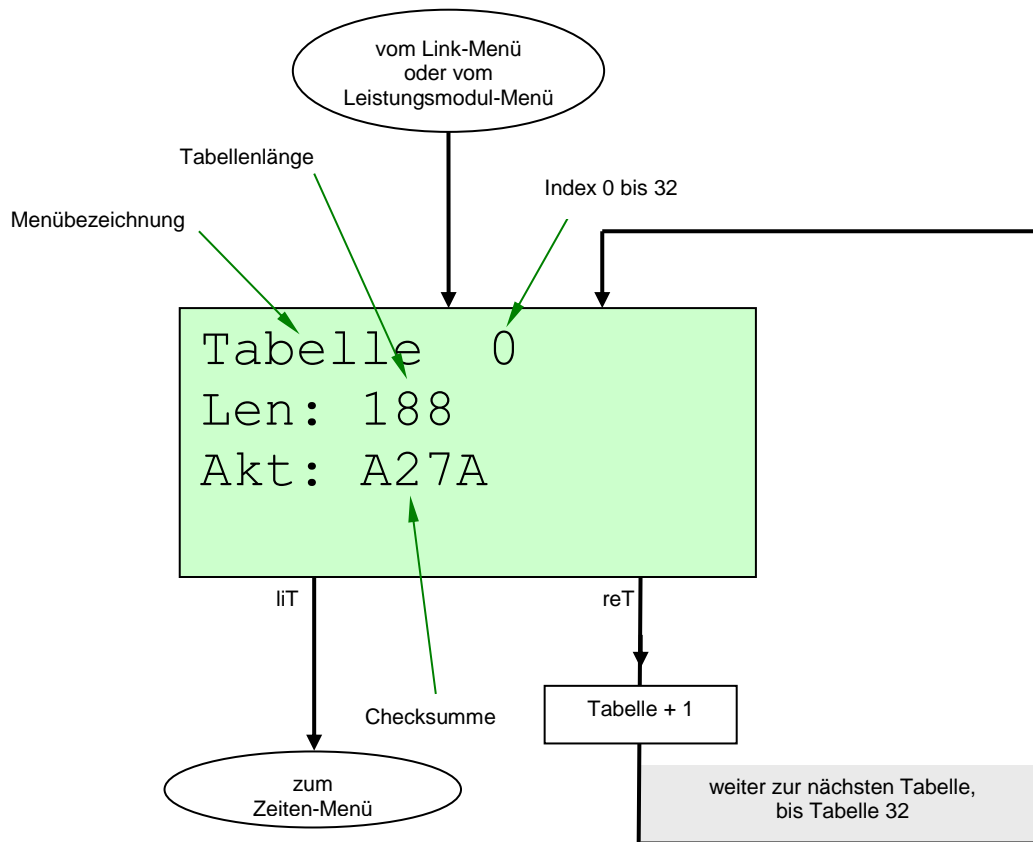 vom Link-Menü
oder vom
Leistungsmodul-Menü
Tabellenlänge
Index 0 bis 32
Menübezeichnung
Tabelle 0
Len: 188
Akt: A27A
liT
reT
Checksumme
Tabelle + 1
zum
Zeiten-Menü
weiter zur nächsten Tabelle,
bis Tabelle 32